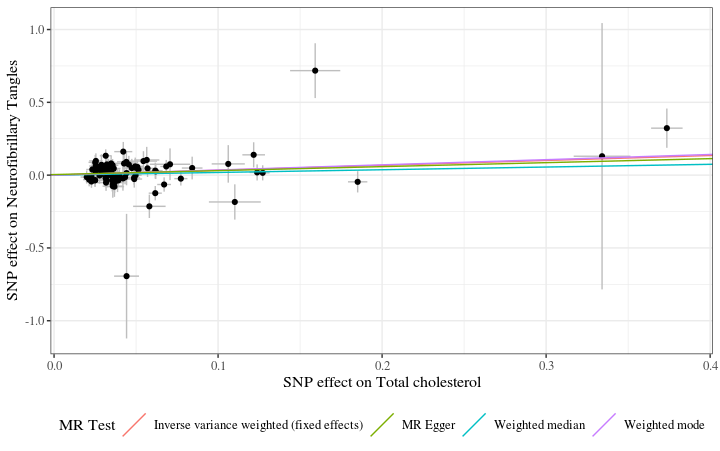 SNP effect on Neurofibrillary Tangles
1.0
0.5
0.0
-0.5
-1.0
0.0 0.1 0.2 0.3 0.4
SNP effect on Total cholesterol
MR Test Inverse variance weighted (fixed effects) MR Egger Weighted median Weighted mode